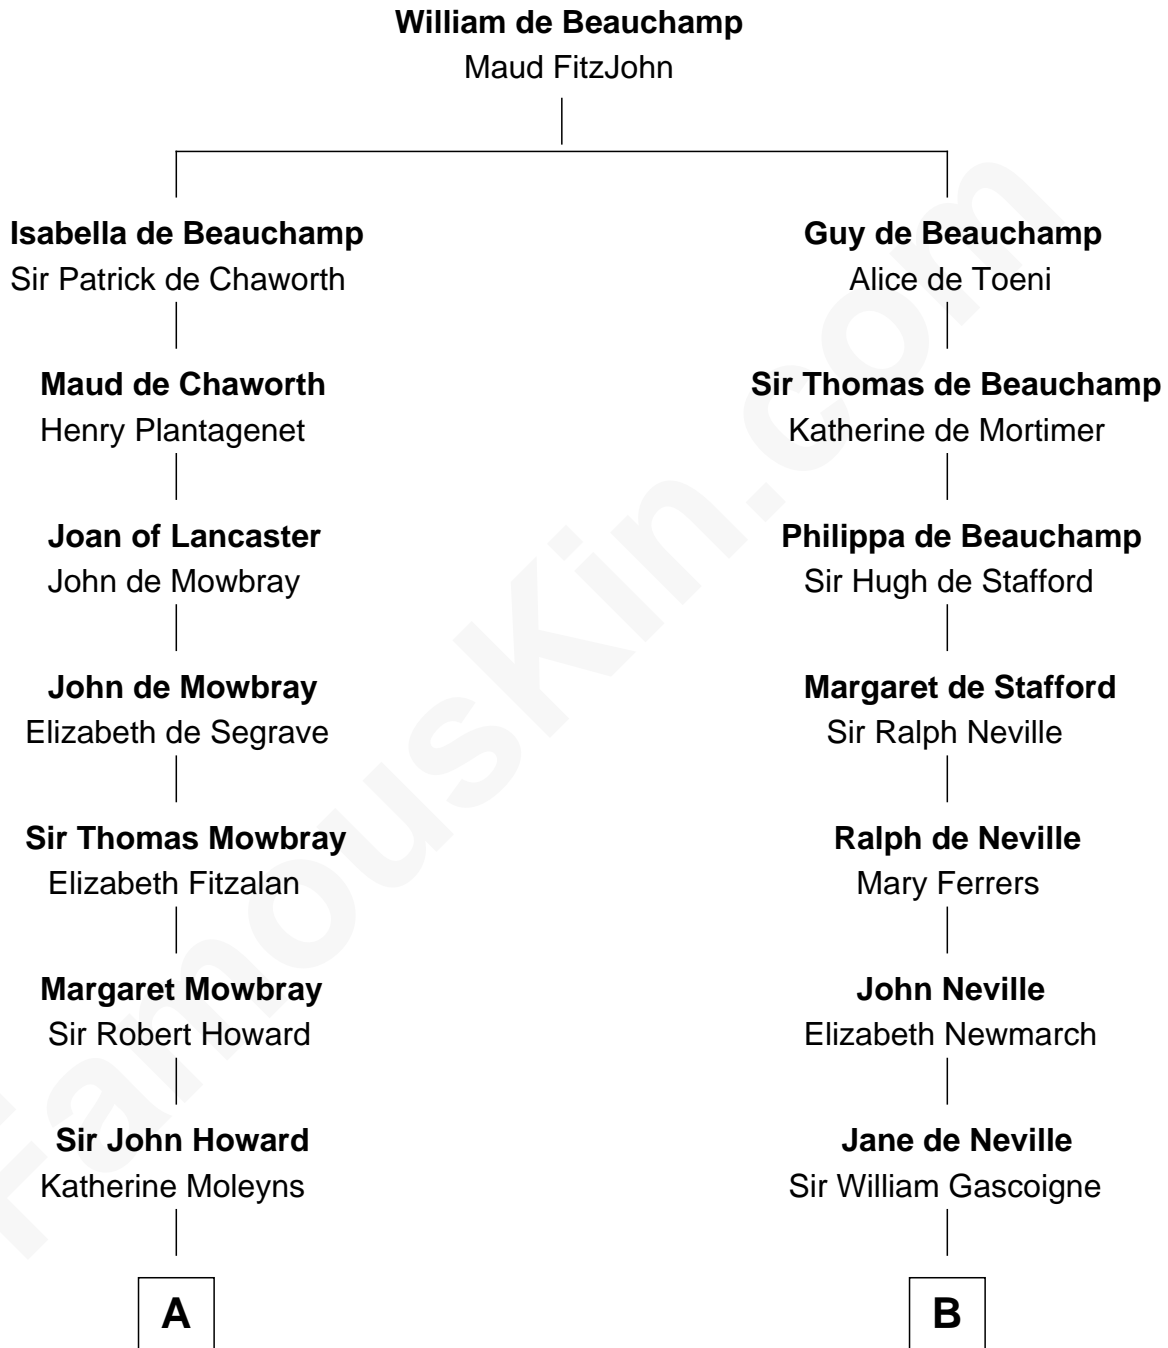 William de Beauchamp
Maud FitzJohn
Isabella de Beauchamp
Sir Patrick de Chaworth
Guy de Beauchamp
Alice de Toeni
Maud de Chaworth
Henry Plantagenet
Sir Thomas de Beauchamp
Katherine de Mortimer
Joan of Lancaster
John de Mowbray
Philippa de Beauchamp
Sir Hugh de Stafford
John de Mowbray
Elizabeth de Segrave
Margaret de Stafford
Sir Ralph Neville
Sir Thomas Mowbray
Elizabeth Fitzalan
Ralph de Neville
Mary Ferrers
Margaret Mowbray
Sir Robert Howard
John Neville
Elizabeth Newmarch
Sir John Howard
Katherine Moleyns
Jane de Neville
Sir William Gascoigne
A
B
FamousKin.com